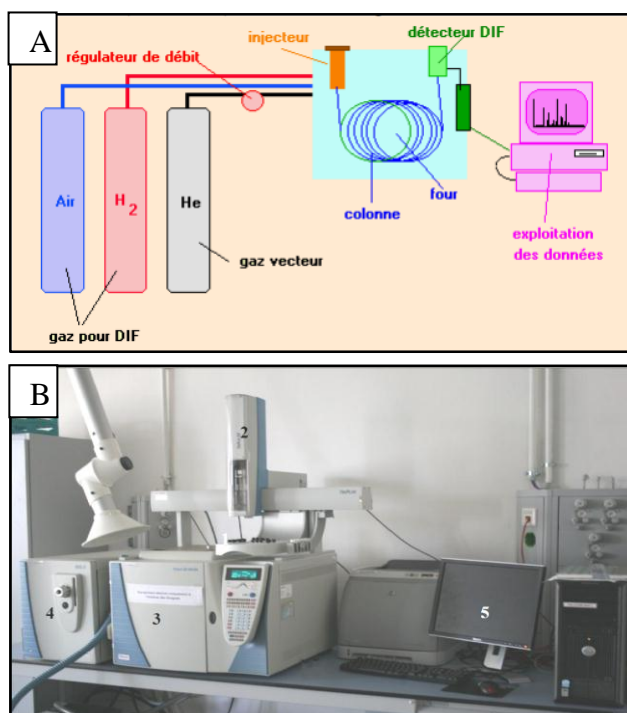 A
injecteur
détecteur DIF
régulateur de débit
Air
H2
He
colonne
four
gaz vecteur
gaz pour DIF
exploitation
des données
B
2
3
4
5